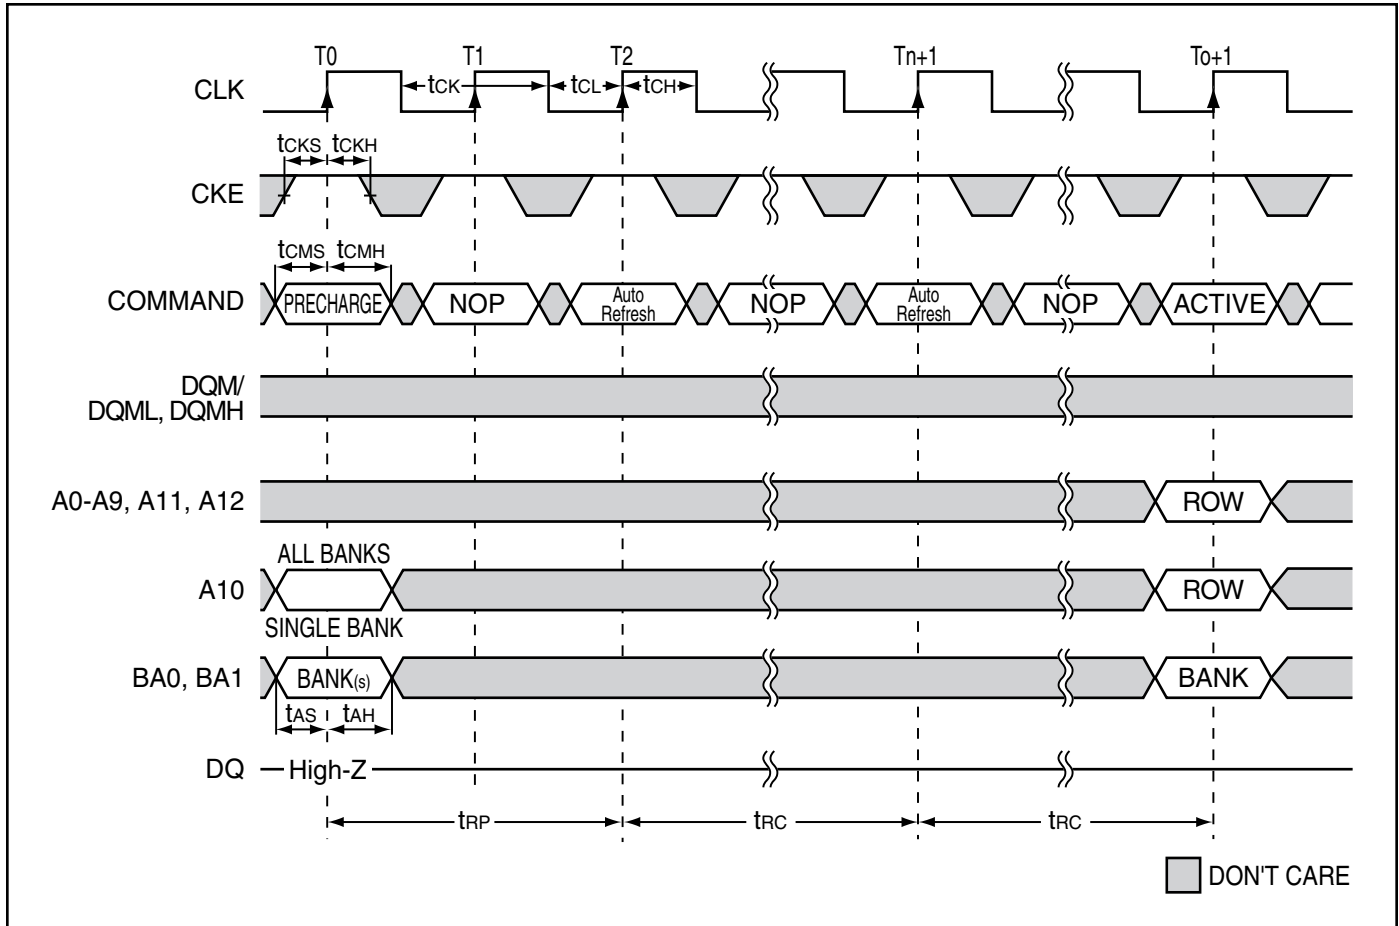 T0 T1 T2 Tn+1 To+1
CLK tCK tCL tCH
tCKS tCKH
CKE
tCMS tCMH
COMMAND PRECHARGE NOP Auto Refresh NOP Auto Refresh NOP ACTIVE
DQM/
DQML, DQMH
A0-A9, A11, A12 ROW
ALL BANKS
A10 ROW
SINGLE BANK
BA0, BA1 BANK(s) BANK
tAS tAH
DQ High-Z
tRP tRC tRC
DON'T CARE